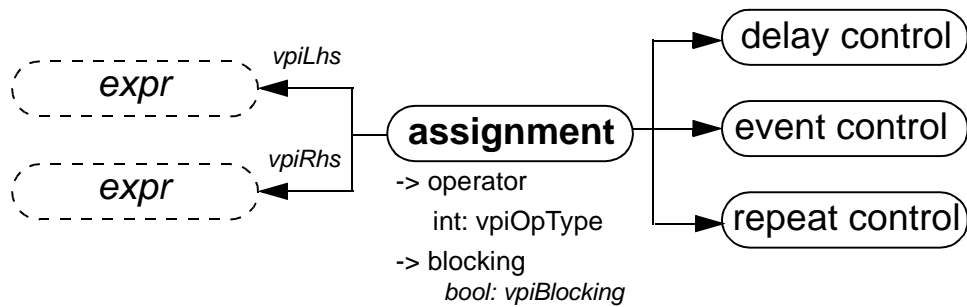 vpiLhs
expr
vpiRhs
expr
assignment
-> operator
int: vpiOpType
-> blocking
bool: vpiBlocking
delay control
event control
repeat control